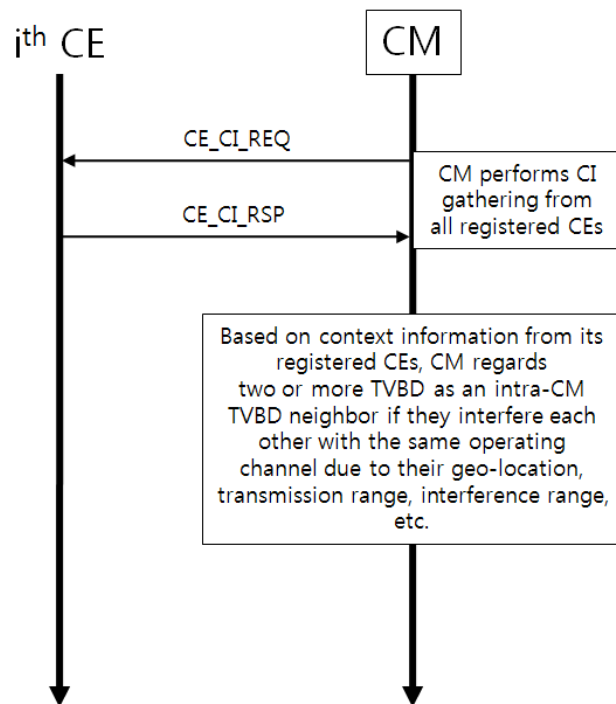 ith CE
CM
CE_CI_REQ
CM performs CI
gathering from
all registered CEs
CE_CI_RSP
Based on context information from its
registered CEs, CM regards
two or more TVBD as an intra-CM
TVBD neighbor if they interfere each
other with the same operating
channel due to their geo-location,
transmission range, interference range,
etc.